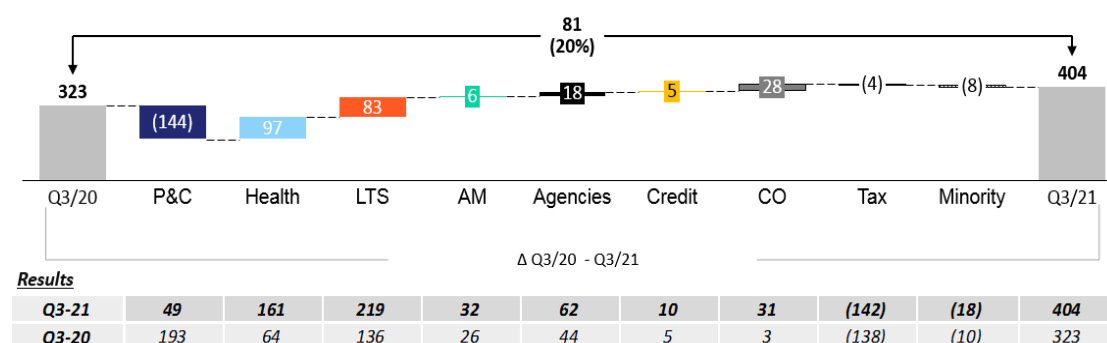 81
(20%)
323
404
(144)
97
83
6
18
5
28
(4)
(8)
Q3/20 P&C Health LTS AM Agencies Credit CO Tax Minority Q3/21
Δ Q3/20 - Q3/21
Results
Q3-21 49 161 219 32 62 10 31 (142) (18) 404
Q3-20 193 64 136 26 44 5 3 (138) (10) 323